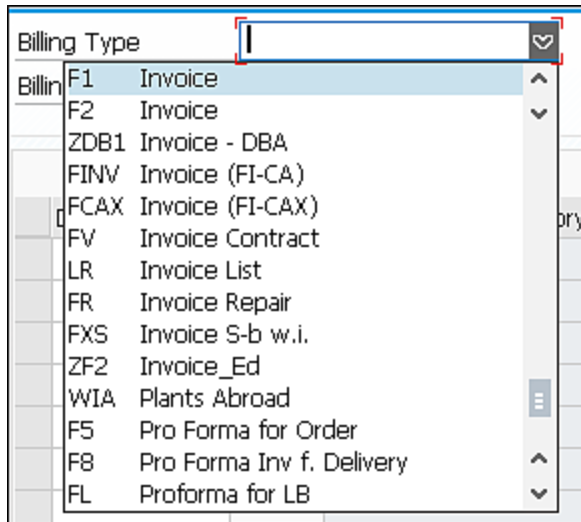 Billing Type
Billin
F1 Invoice
F2 Invoice
ZDB1 Invoice - DBA
FINV Invoice (FI-CA)
FCAX Invoice (FI-CAX)
FV Invoice Contract
LR Invoice List
FR Invoice Repair
FXS Invoice S-b w.i.
ZF2 Invoice_Ed
WIA Plants Abroad
F5 Pro Forma for Order
F8 Pro Forma Inv f. Delivery
FL Proforma for LB
ory